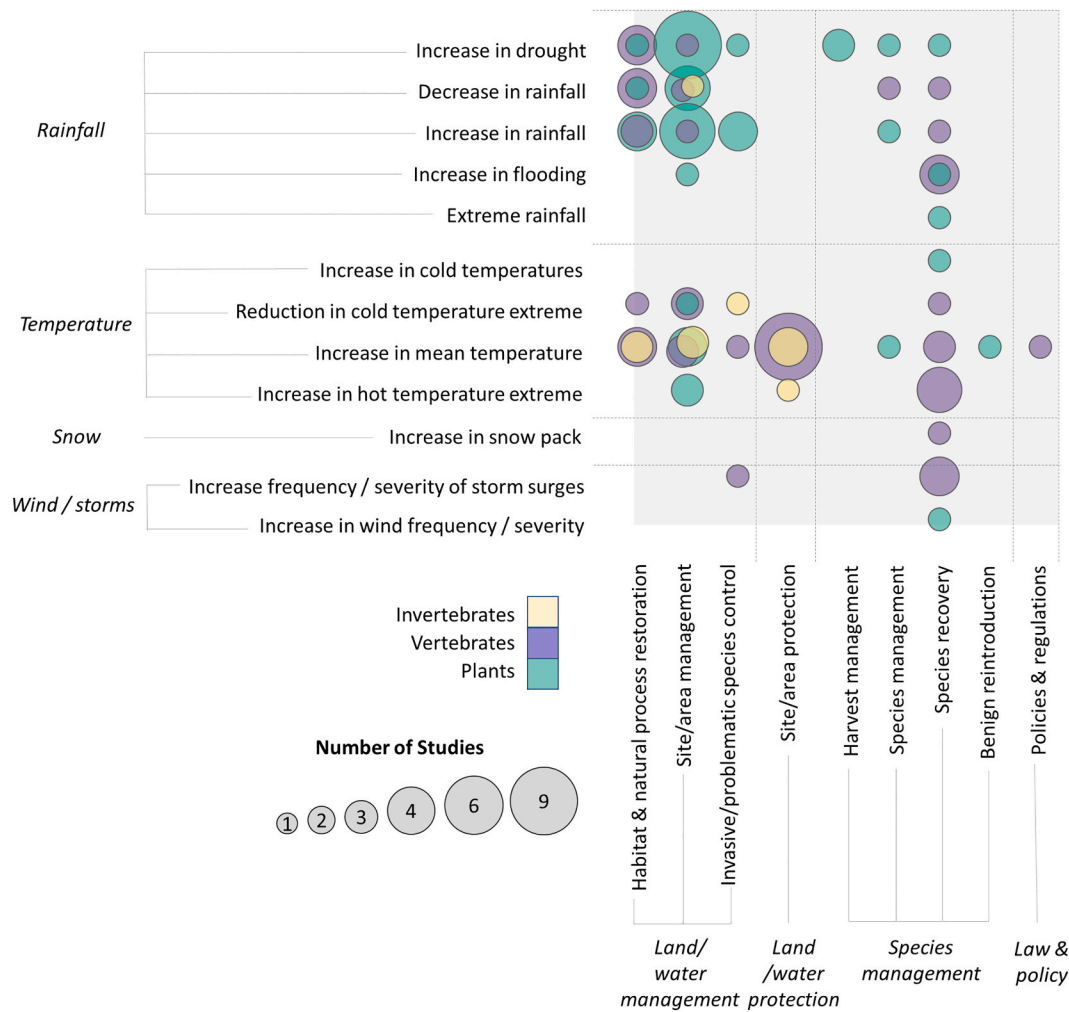 Rainfall
Increase in drought
Decrease in rainfall
Increase in rainfall
Increase in flooding
Extreme rainfall
Temperature
Increase in cold temperatures
Reduction in cold temperature extreme
Increase in mean temperature
Increase in hot temperature extreme
Snow
Increase in snow pack
Wind / storms
Increase frequency / severity of storm surges
Increase in wind frequency / severity
Invertebrates
Vertebrates
Plants
Number of Studies
1 2 3 4 6 9
Habitat & natural process restoration
Site/area management
Invasive/problematic species control
Site/area protection
Harvest management
Species management
Species recovery
Benign reintroduction
Policies & regulations
Land/
water
management
Land
/water
protection
Species
management
Law &
policy